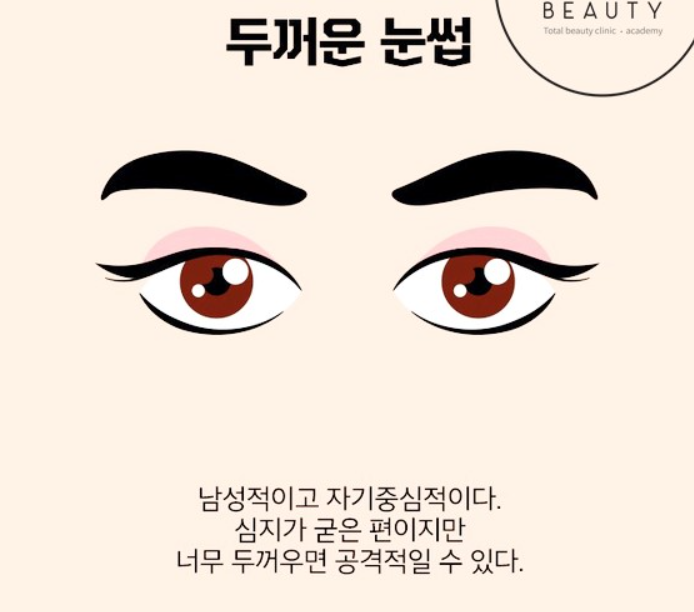 두꺼운 눈썹
BEAUTY
Total beauty clinic • academy
남성적이고 자기중심적이다.
심지가 굳은 편이지만
너무 두꺼우면 공격적일 수 있다.